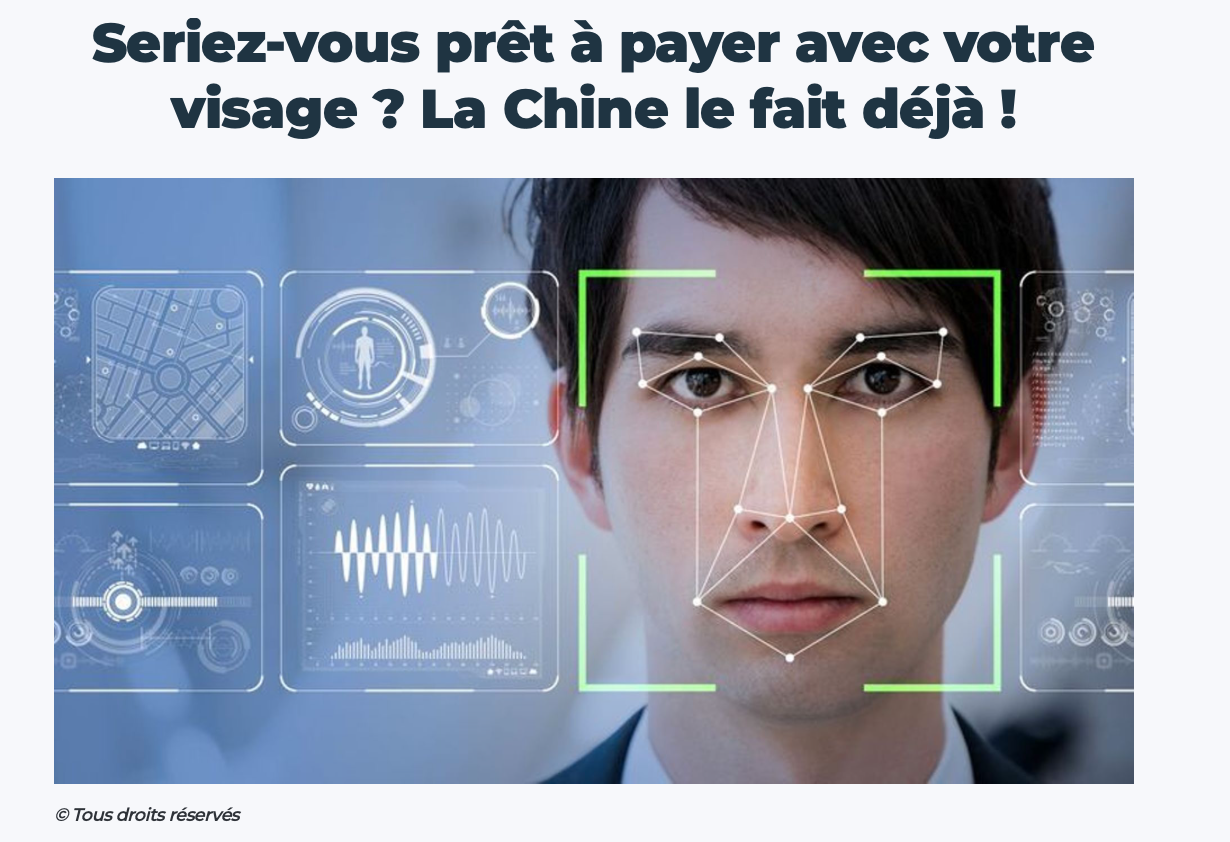 Seriez-vous prêt à payer avec votre
visage ? La Chine le fait déjà !
© Tous droits réservés